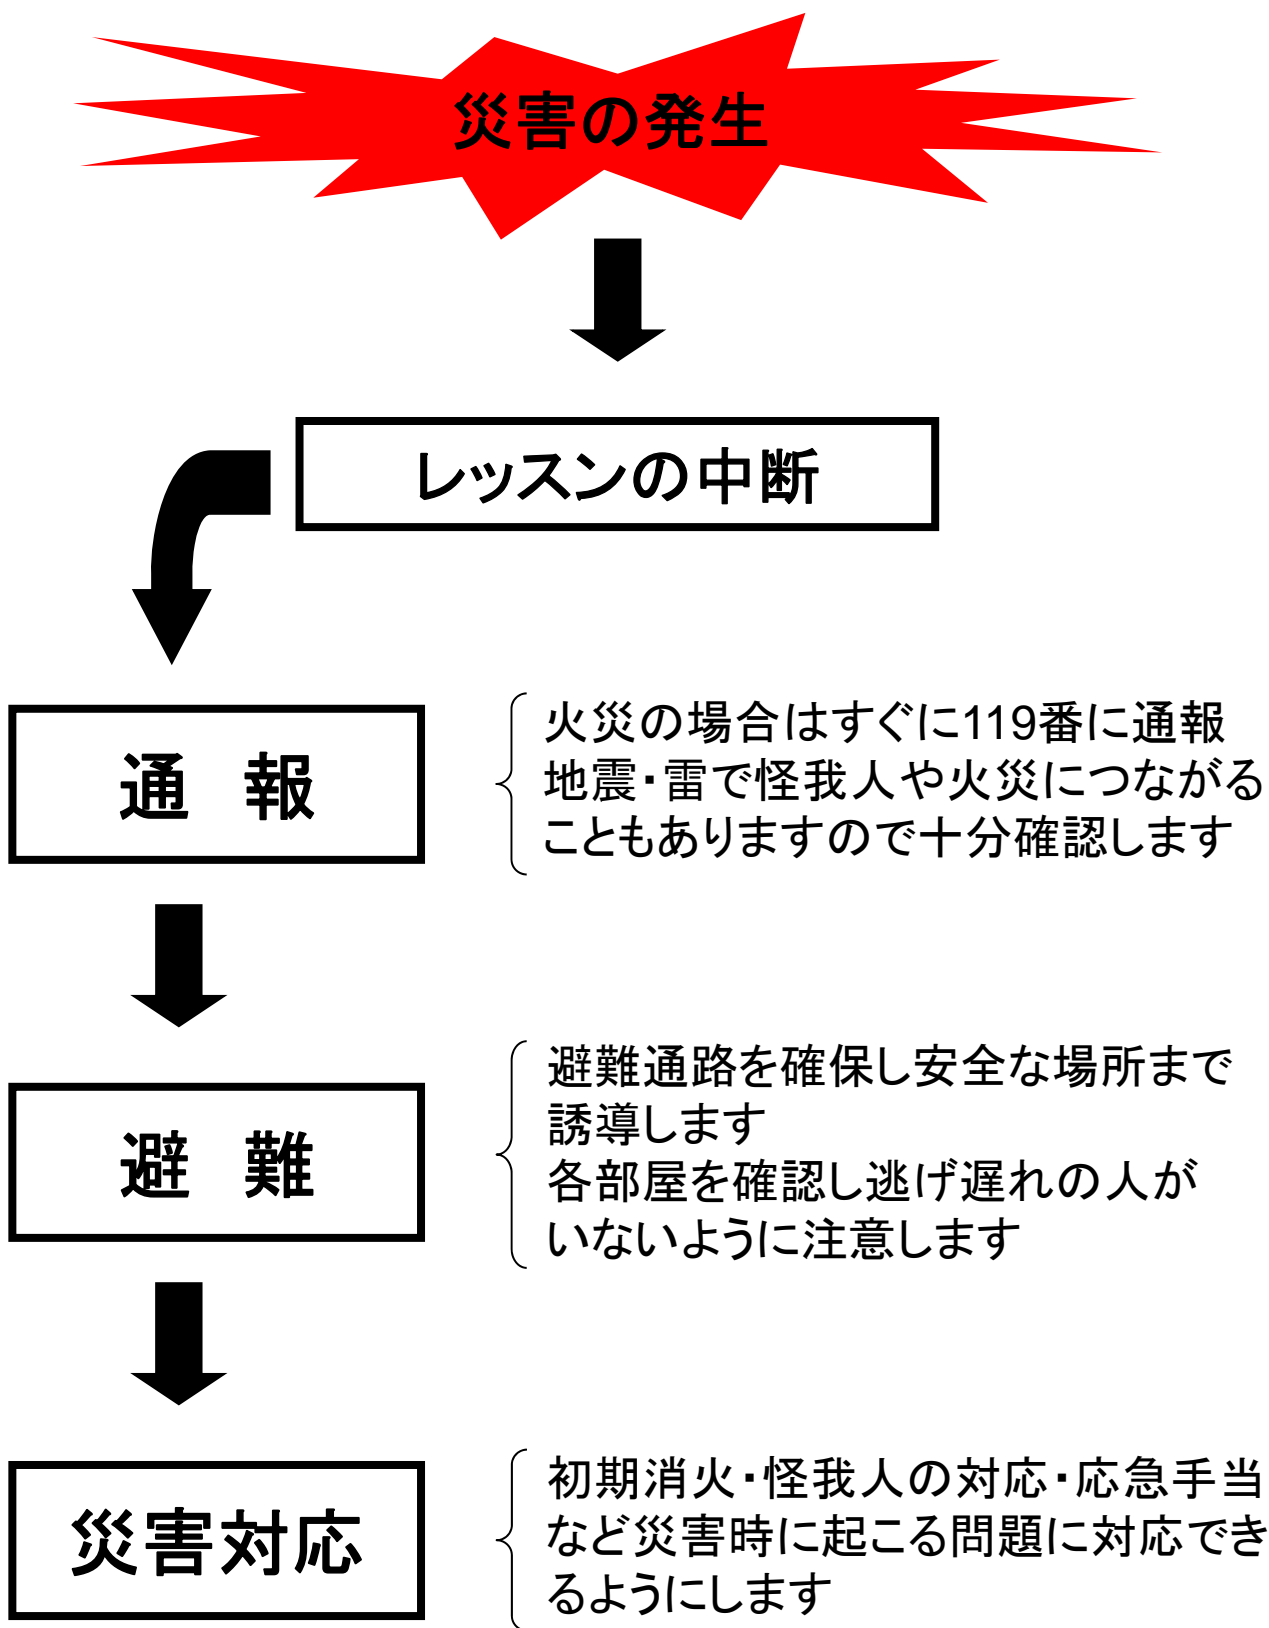 災害の発生
レッスンの中断
通　報
火災の場合はすぐに119番に通報
地震・雷で怪我人や火災につながる
こともありますので十分確認します
避　難
避難通路を確保し安全な場所まで
誘導します
各部屋を確認し逃げ遅れの人が
いないように注意します
災害対応
初期消火・怪我人の対応・応急手当
など災害時に起こる問題に対応でき
るようにします